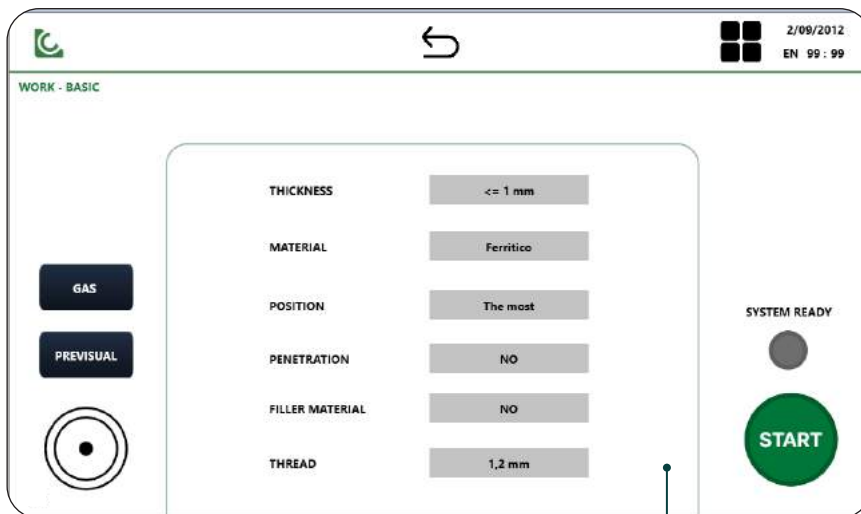 2/09/2012
EN 99 : 99
WORK - BASIC
THICKNESS <= 1 mm
MATERIAL Ferritico
GAS
POSITION The most
SYSTEM READY
PREVISUAL
PENETRATION NO
FILLER MATERIAL NO
START
THREAD 1,2 mm